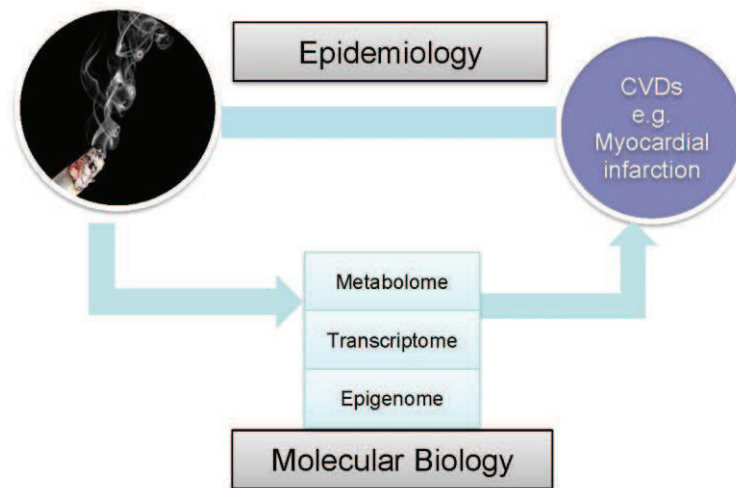 Epidemiology
CVDs
e.g.
Myocardial
infarction
Metabolome
Transcriptome
Epigenome
Molecular Biology